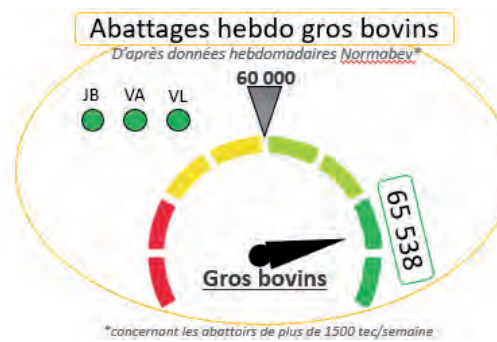 Abattages hebdo gros bovins
D'après données hebdomadaires Normabev*
60 000
JB VA VL
65 538
Gros bovins
*concernant les abattoirs de plus de 1500 tec/semaine